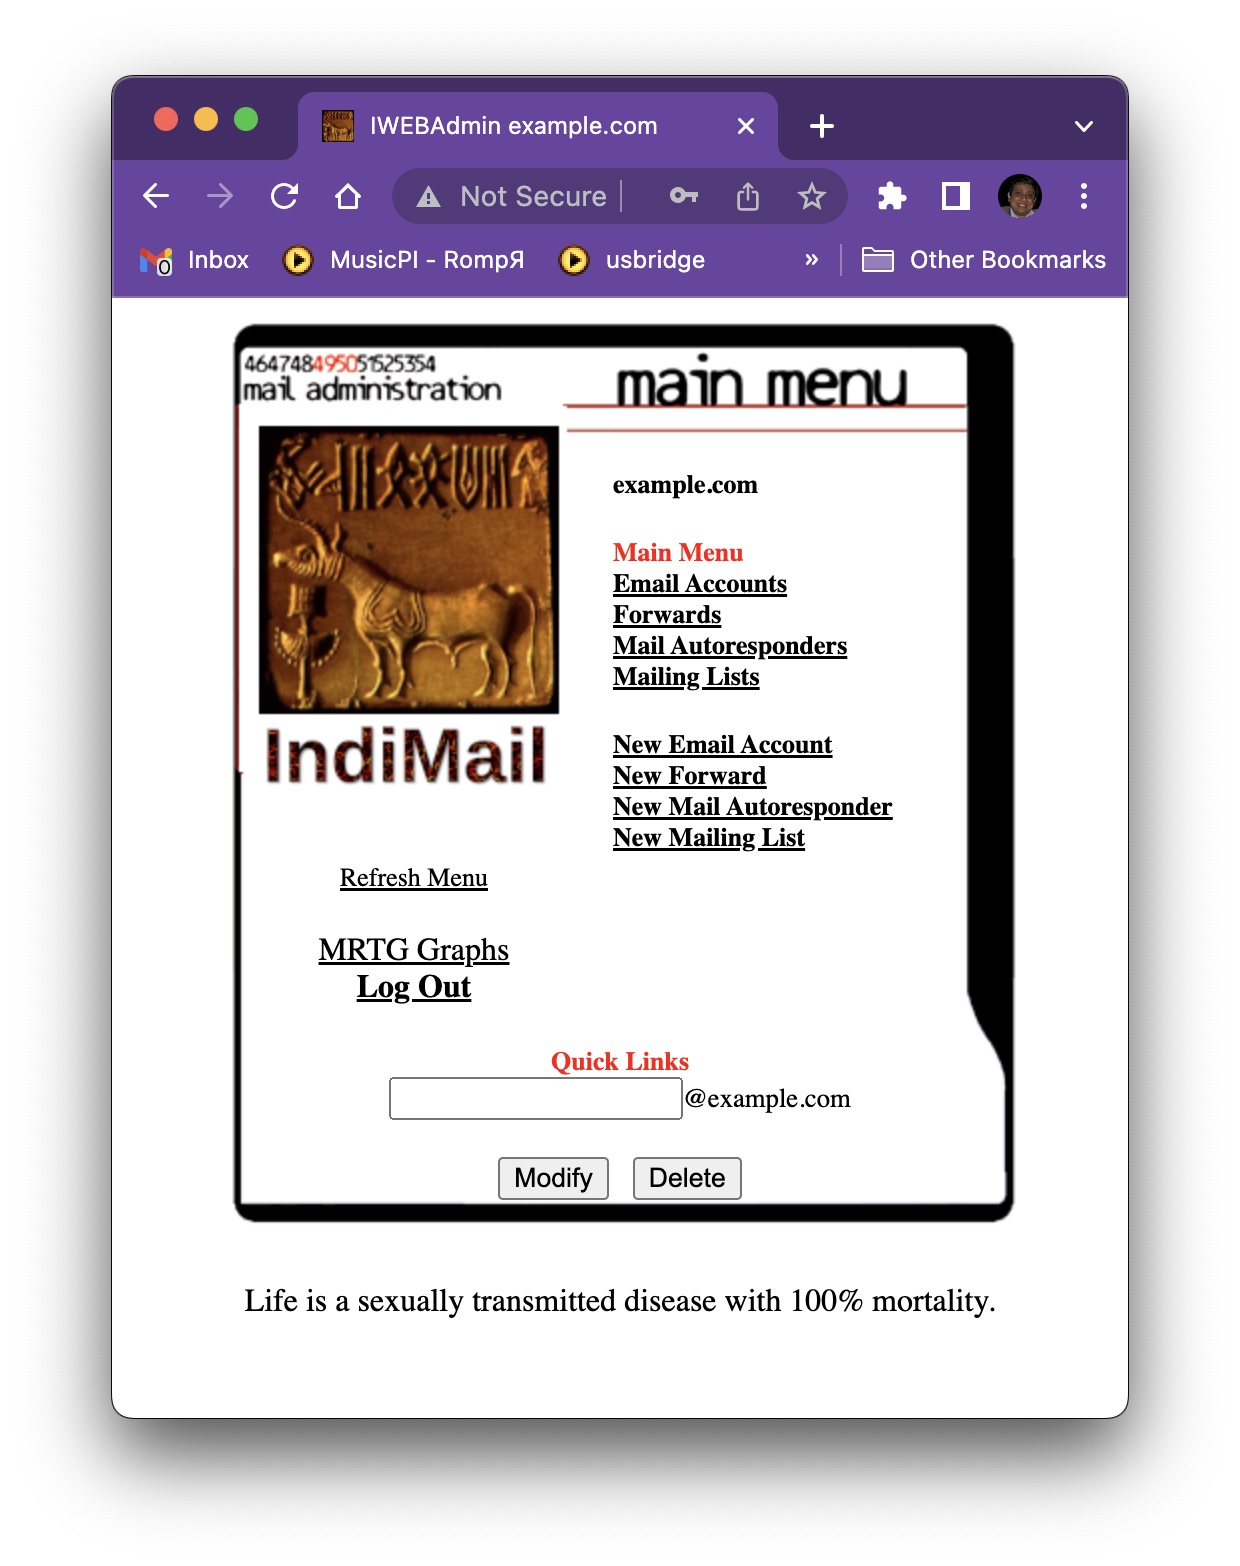 IWEBAdmin example.com
Not Secure
0
Inbox
MusicPI - RompЯ
usbridge
»
Other Bookmarks
46474849505​1525354
mail administration
main menu
example.com
Main Menu
Email Accounts
Forwards
Mail Autoresponders
Mailing Lists
IndiMail
New Email Account
New Forward
New Mail Autoresponder
New Mailing List
Refresh Menu
MRTG Graphs
Log Out
Quick Links
@example.com
Modify Delete
Life is a sexually transmitted disease with 100% mortality.